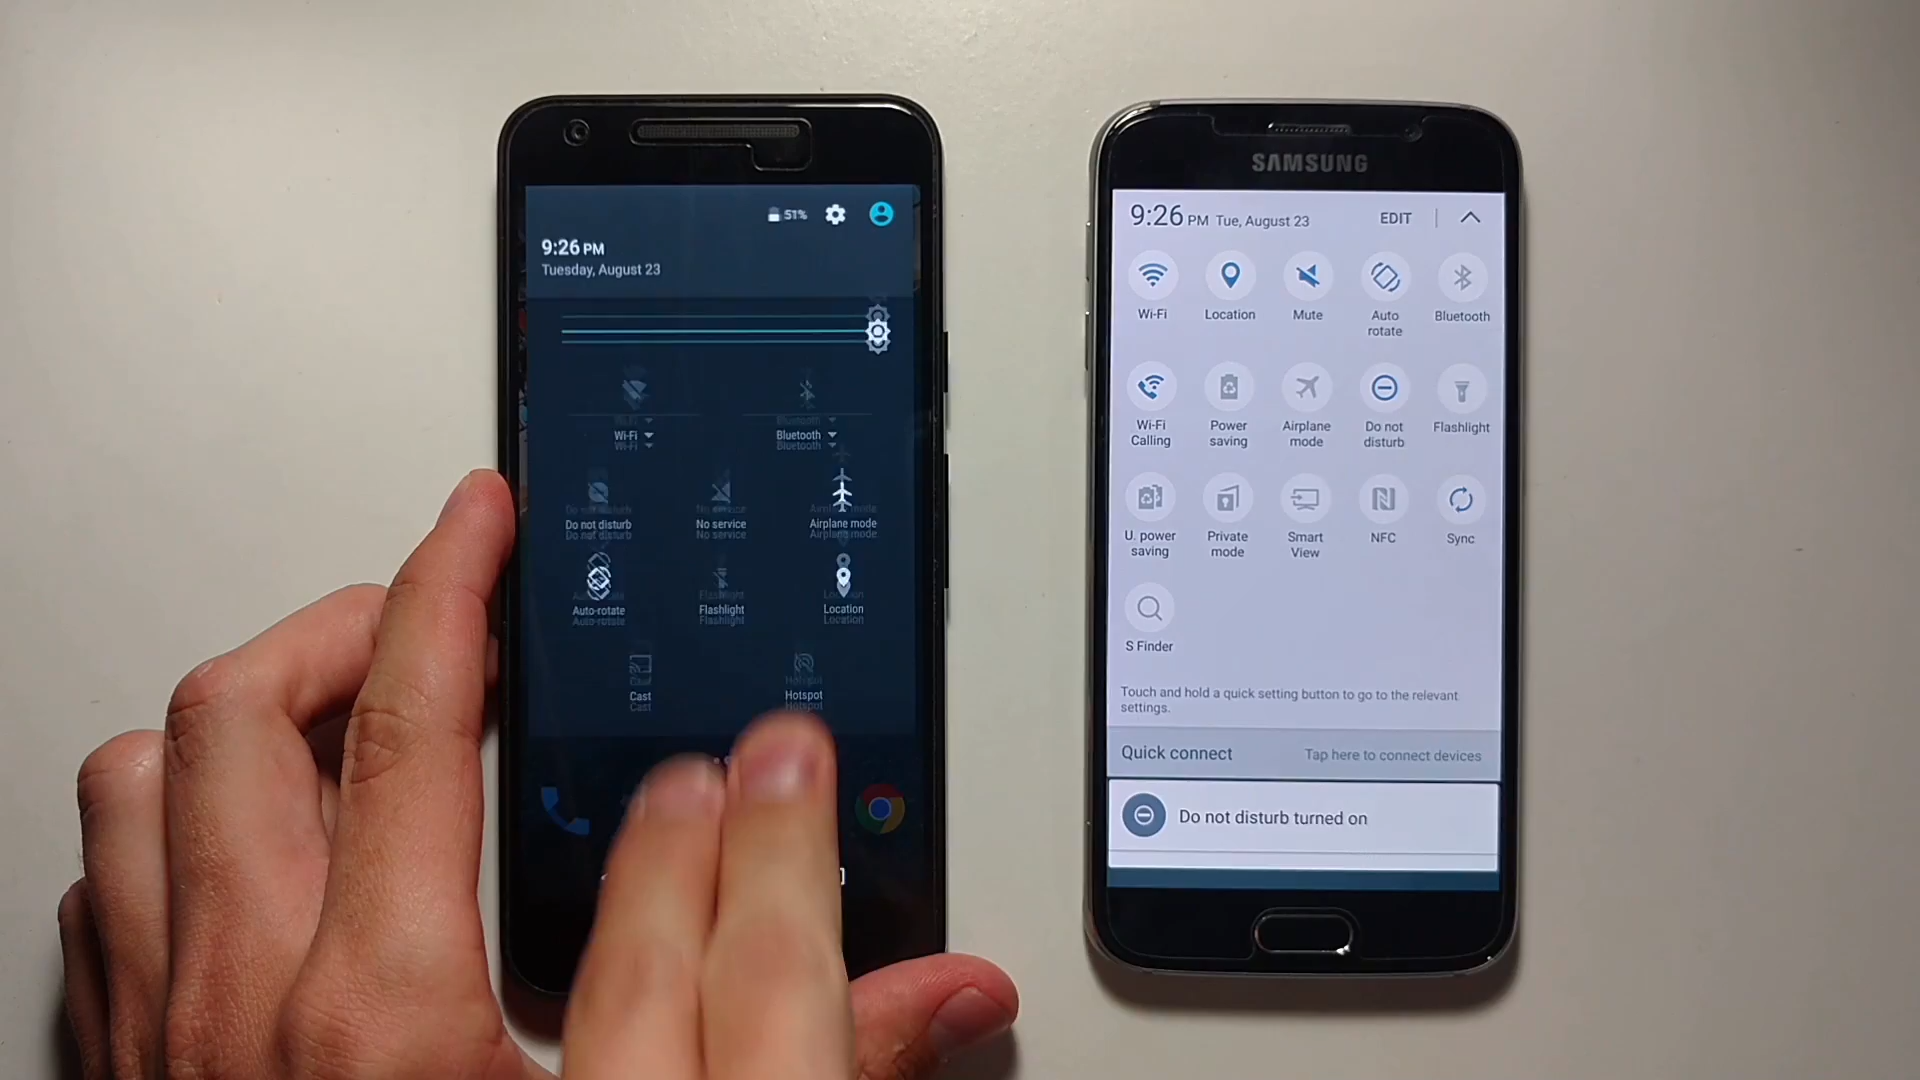 51%
9:26 PM
Tuesday, August 23
Wi-Fi
Bluetooth
Do not disturb
No service
Airplane mode
Auto-rotate
Flashlight
Location
Cast
Hotspot
SAMSUNG
9:26 PM Tue, August 23
EDIT
Wi-Fi
Location
Mute
Auto
rotate
Bluetooth
Wi-Fi
Calling
Power
saving
Airplane
mode
Do not
disturb
Flashlight
U. power
saving
Private
mode
Smart
View
NFC
Sync
S Finder
Touch and hold a quick setting button to go to the relevant
settings.
Quick connect
Tap here to connect devices
Do not disturb turned on